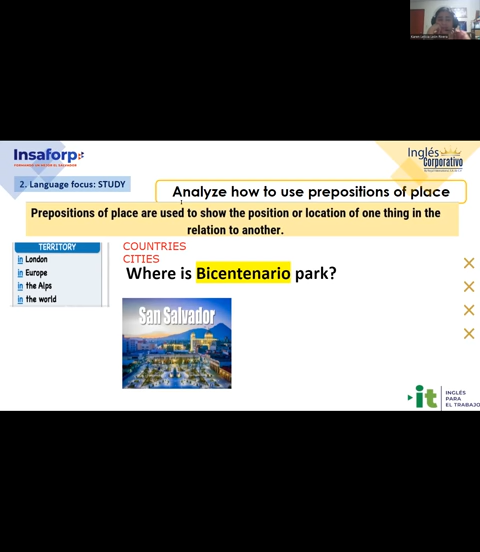 Insaforp
Inglés
Corporativo
2. Language focus: STUDY
Analyze how to use prepositions of place
Prepositions of place are used to show the position or location of one thing in the
relation to another.
TERRITORY
in London
in Europe
in the Alps
in the world
COUNTRIES
CITIES
Where is Bicentenario park?
San Salvador
it
INGLÉS
PARA
EL TRABAJO